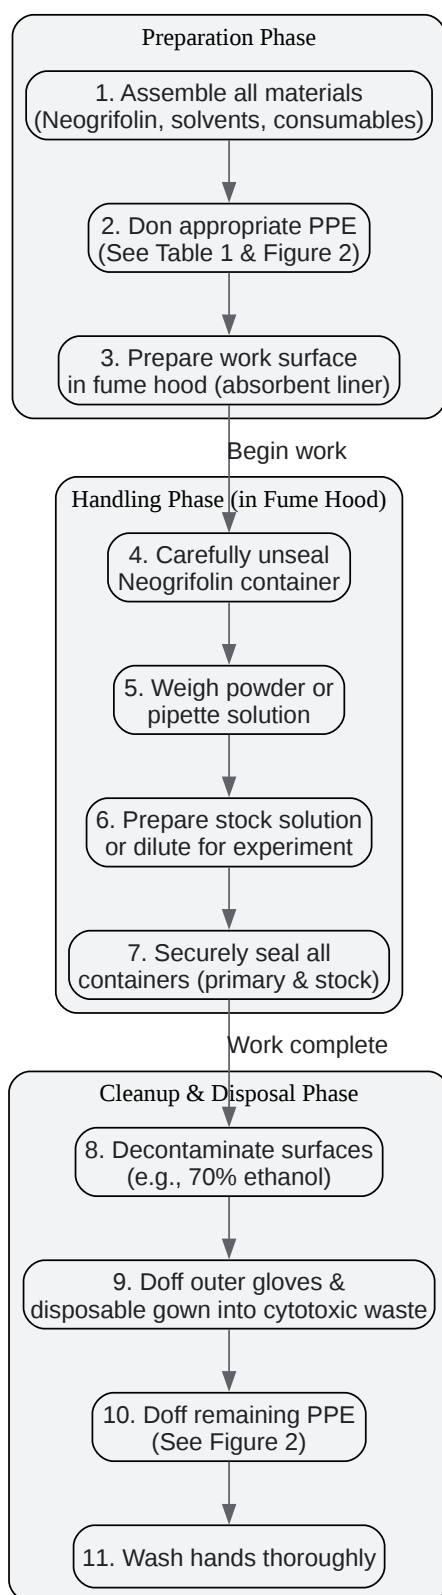 Preparation Phase
1. Assemble all materials
(Neogrifolin, solvents, consumables)
2. Don appropriate PPE
(See Table 1 & Figure 2)
3. Prepare work surface
in fume hood (absorbent liner)
Begin work
Handling Phase (in Fume Hood)
4. Carefully unseal
Neogrifolin container
5. Weigh powder or
pipette solution
6. Prepare stock solution
or dilute for experiment
7. Securely seal all
containers (primary & stock)
Work complete
Cleanup & Disposal Phase
8. Decontaminate surfaces
(e.g., 70% ethanol)
9. Doff outer gloves &
disposable gown into cytotoxic waste
10. Doff remaining PPE
(See Figure 2)
11. Wash hands thoroughly